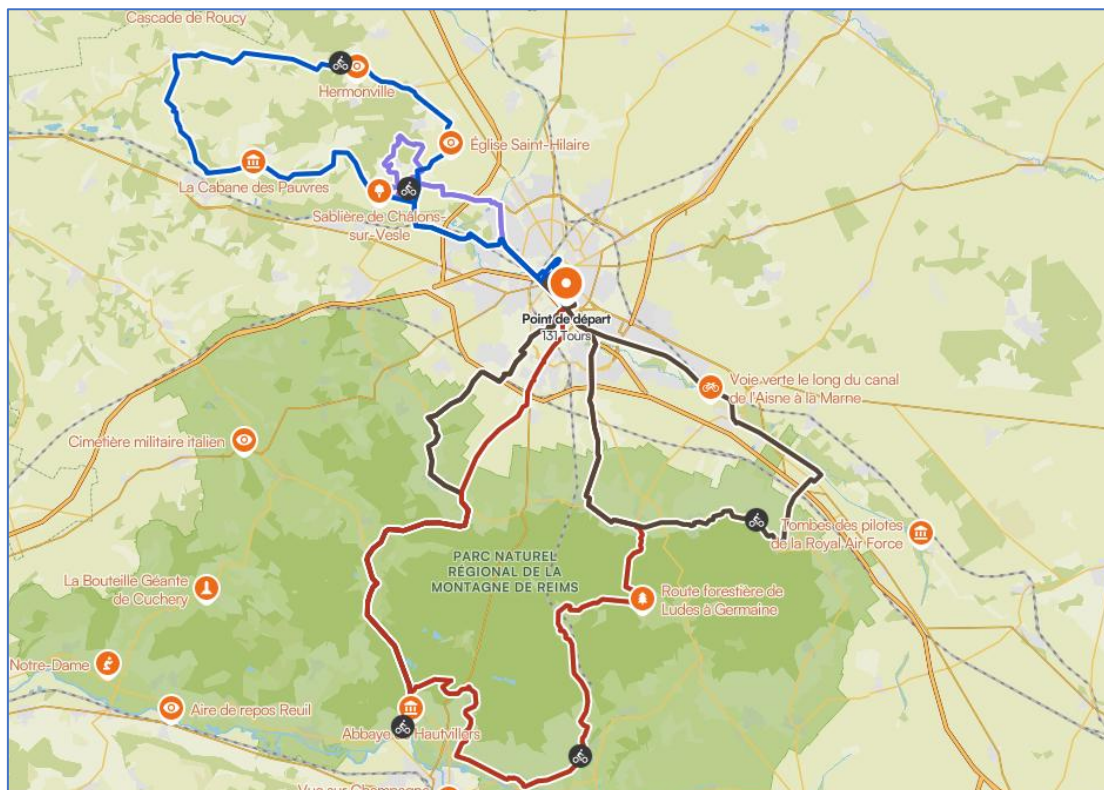 Cascade de Roucy
Hermonville
Église Saint-Hilaire
La Cabane des Pauvres
Sablière de Châlons-
sur-Vesle
Point de départ
131 Tours
Voie verte le long du canal
de l'Aisne à la Marne
Cimetière militaire italien
Tombes des pilotes
de la Royal Air Force
PARC NATUREL
RÉGIONAL DE LA
MONTAGNE DE REIMS
La Bouteille Géante
de Cuchery
Route forestière de
Ludes à Germaine
Notre-Dame
Aire de repos Reuil
Abbaye Hautvillers
Vue sur Champagne